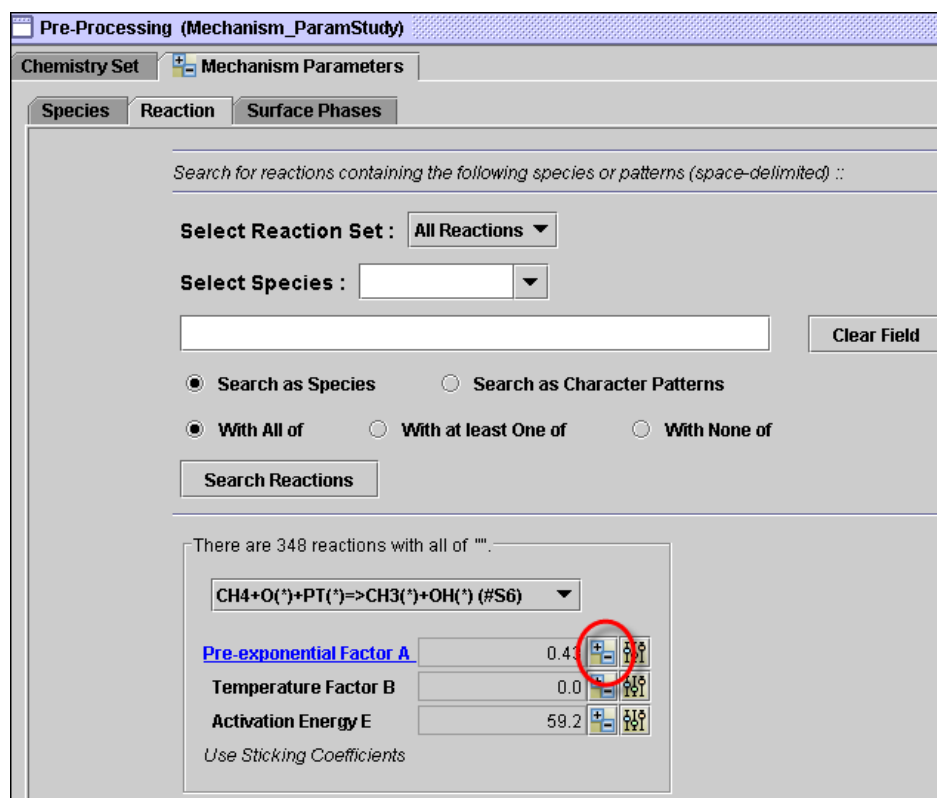 Pre-Processing (Mechanism_ParamStudy)
Chemistry Set Mechanism Parameters
Species Reaction Surface Phases
Search for reactions containing the following species or patterns (space-delimited) ::
Select Reaction Set : All Reactions
Select Species :
Clear Field
Search as Species Search as Character Patterns
With All of With at least One of With None of
Search Reactions
There are 348 reactions with all of "".
CH4+O(*)+PT(*)=>CH3(*)+OH(*) (#S6)
Pre-exponential Factor A 0.43
Temperature Factor B 0.0
Activation Energy E 59.2
Use Sticking Coefficients